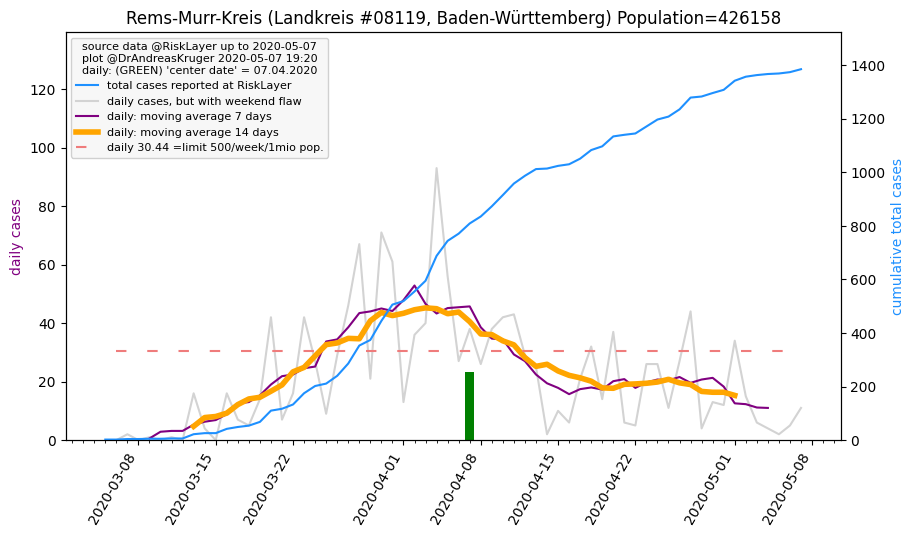 Rems-Murr-Kreis (Landkreis #08119, Baden-Württemberg) Population=426158
source data @RiskLayer up to 2020-05-07
plot @DrAndreasKruger 2020-05-07 19:20
daily: (GREEN) 'center date' = 07.04.2020
total cases reported at RiskLayer
daily cases, but with weekend flaw
daily: moving average 7 days
daily: moving average 14 days
daily 30.44 =limit 500/week/1mio pop.
daily cases
120
100
80
60
40
20
0
1400
1200
1000
800
600
400
200
0
cumulative total cases
2020-03-08
2020-03-15
2020-03-22
2020-04-01
2020-04-08
2020-04-15
2020-04-22
2020-05-01
2020-05-08